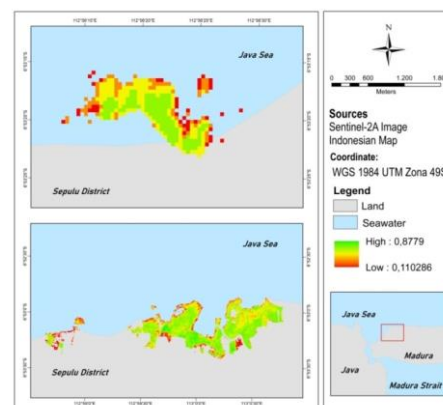 Java Sea
Sepulu District
Java Sea
Sepulu District
N
0 300 600 1.200 1.80
Meters
Sources
Sentinel-2A Image
Indonesian Map
Coordinate:
WGS 1984 UTM Zona 49S
Legend
Land
Seawater
High : 0,8779
Low : 0,110286
Java Sea
Madura
Java
Madura Strait